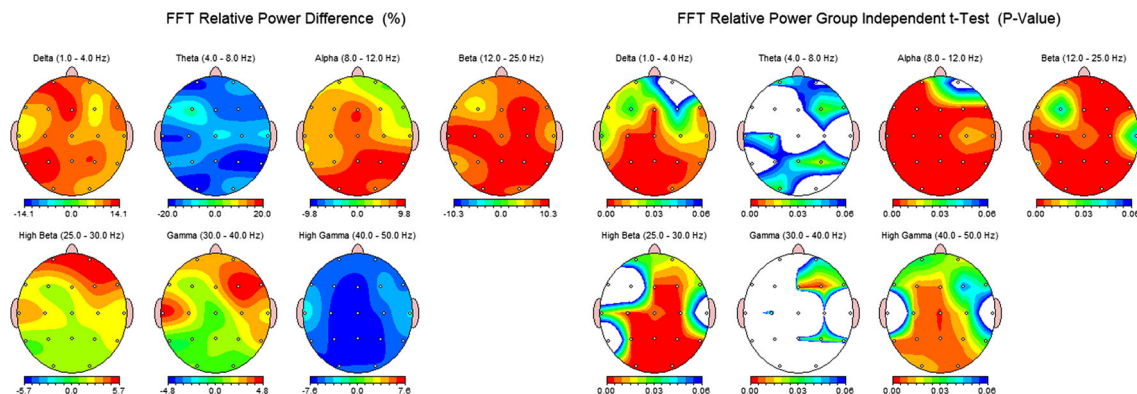 FFT Relative Power Difference (%)
FFT Relative Power Group Independent t-Test (P-Value)
Delta (1.0 - 4.0 Hz)
Theta (4.0 - 8.0 Hz)
Alpha (8.0 - 12.0 Hz)
Beta (12.0 - 25.0 Hz)
Delta (1.0 - 4.0 Hz)
Theta (4.0 - 8.0 Hz)
Alpha (8.0 - 12.0 Hz)
Beta (12.0 - 25.0 Hz)
-14.1 0.0 14.1
-20.0 0.0 20.0
-9.8 0.0 9.8
-10.3 0.0 10.3
0.00 0.03 0.06
0.00 0.03 0.06
0.00 0.03 0.06
0.00 0.03 0.06
High Beta (25.0 - 30.0 Hz)
Gamma (30.0 - 40.0 Hz)
High Gamma (40.0 - 50.0 Hz)
High Beta (25.0 - 30.0 Hz)
Gamma (30.0 - 40.0 Hz)
High Gamma (40.0 - 50.0 Hz)
-5.7 0.0 5.7
-4.8 0.0 4.8
-7.6 0.0 7.6
0.00 0.03 0.06
0.00 0.03 0.06
0.00 0.03 0.06